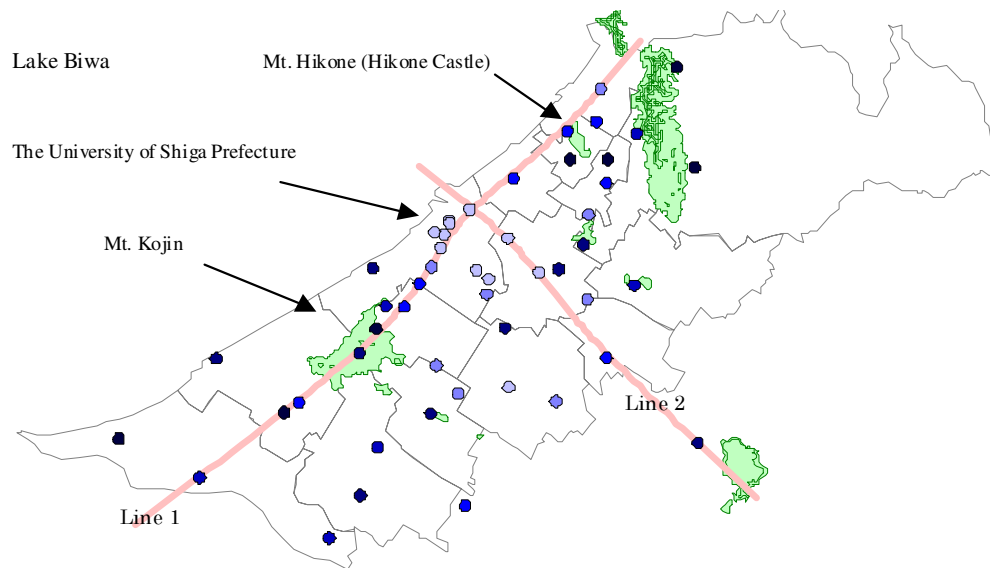 Lake Biwa
Mt. Hikone (Hikone Castle)
The University of Shiga Prefecture
Mt. Kojin
Line 2
Line 1